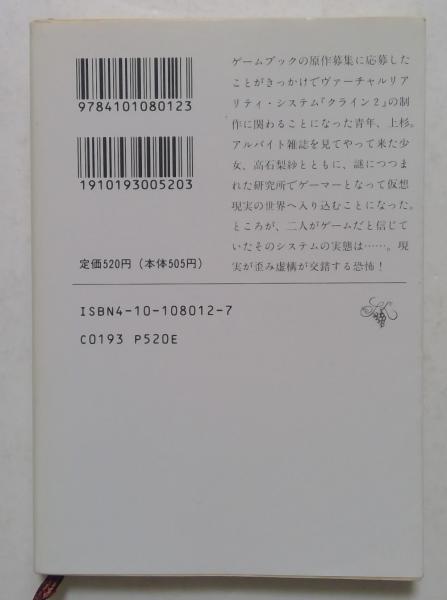 9784101080123
1910193005203
定価520円（本体505円）
ゲームブックの原作募集に応募した
ことがきっかけでヴァーチャルリア
リティ・システム『クライン2』の制
作に関わることになった青年、上杉。
アルバイト雑誌を見てやって来た少
女、高石梨紗とともに、謎につつま
れた研究所でゲーマーとなって仮想
現実の世界へ入り込むことになった。
ところが、二人がゲームだと信じて
いたそのシステムの実態は……。現
実が歪み虚構が交錯する恐怖！
ISBN4-10-108012-7
C0193 P520E